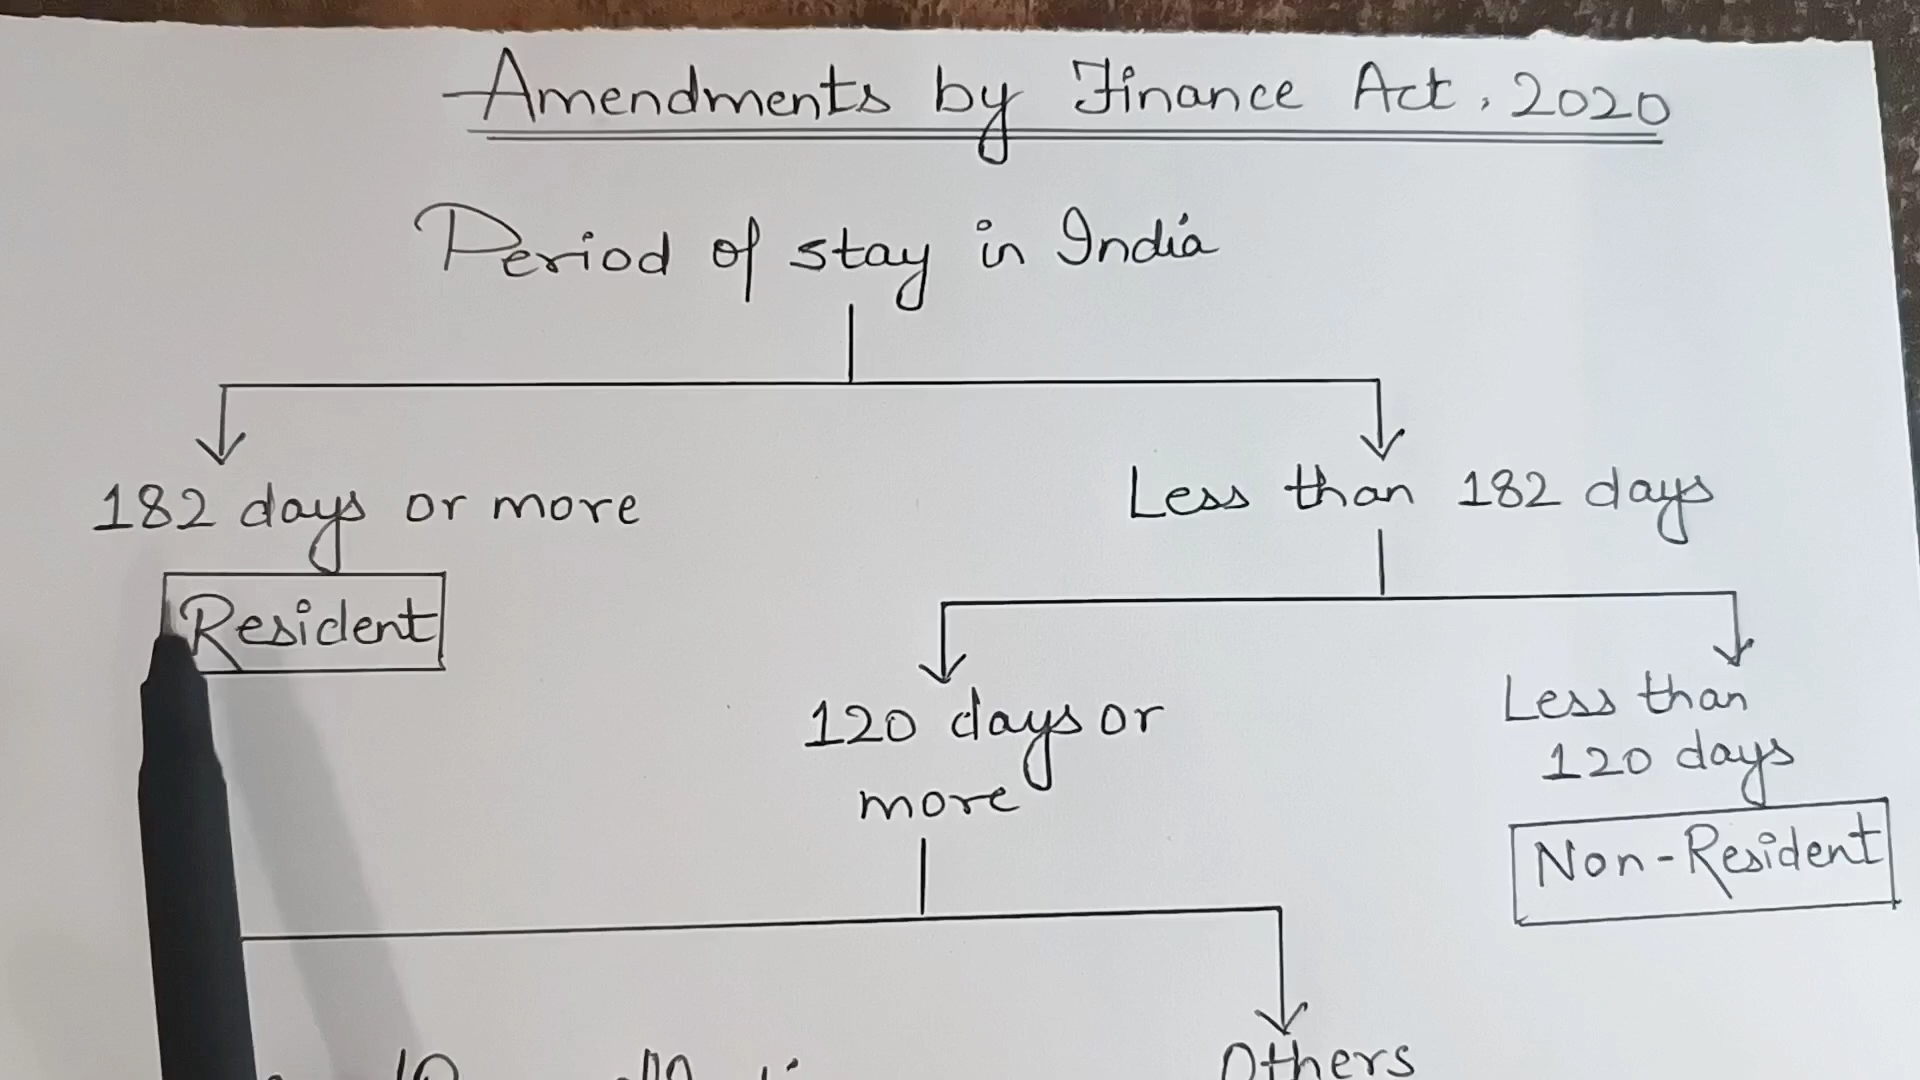 Amendments by Finance Act, 2020
Period of stay in India
182 days or more
Less than 182 days
Resident
120 days or
more
Less than
120 days
Non-Resident
Others